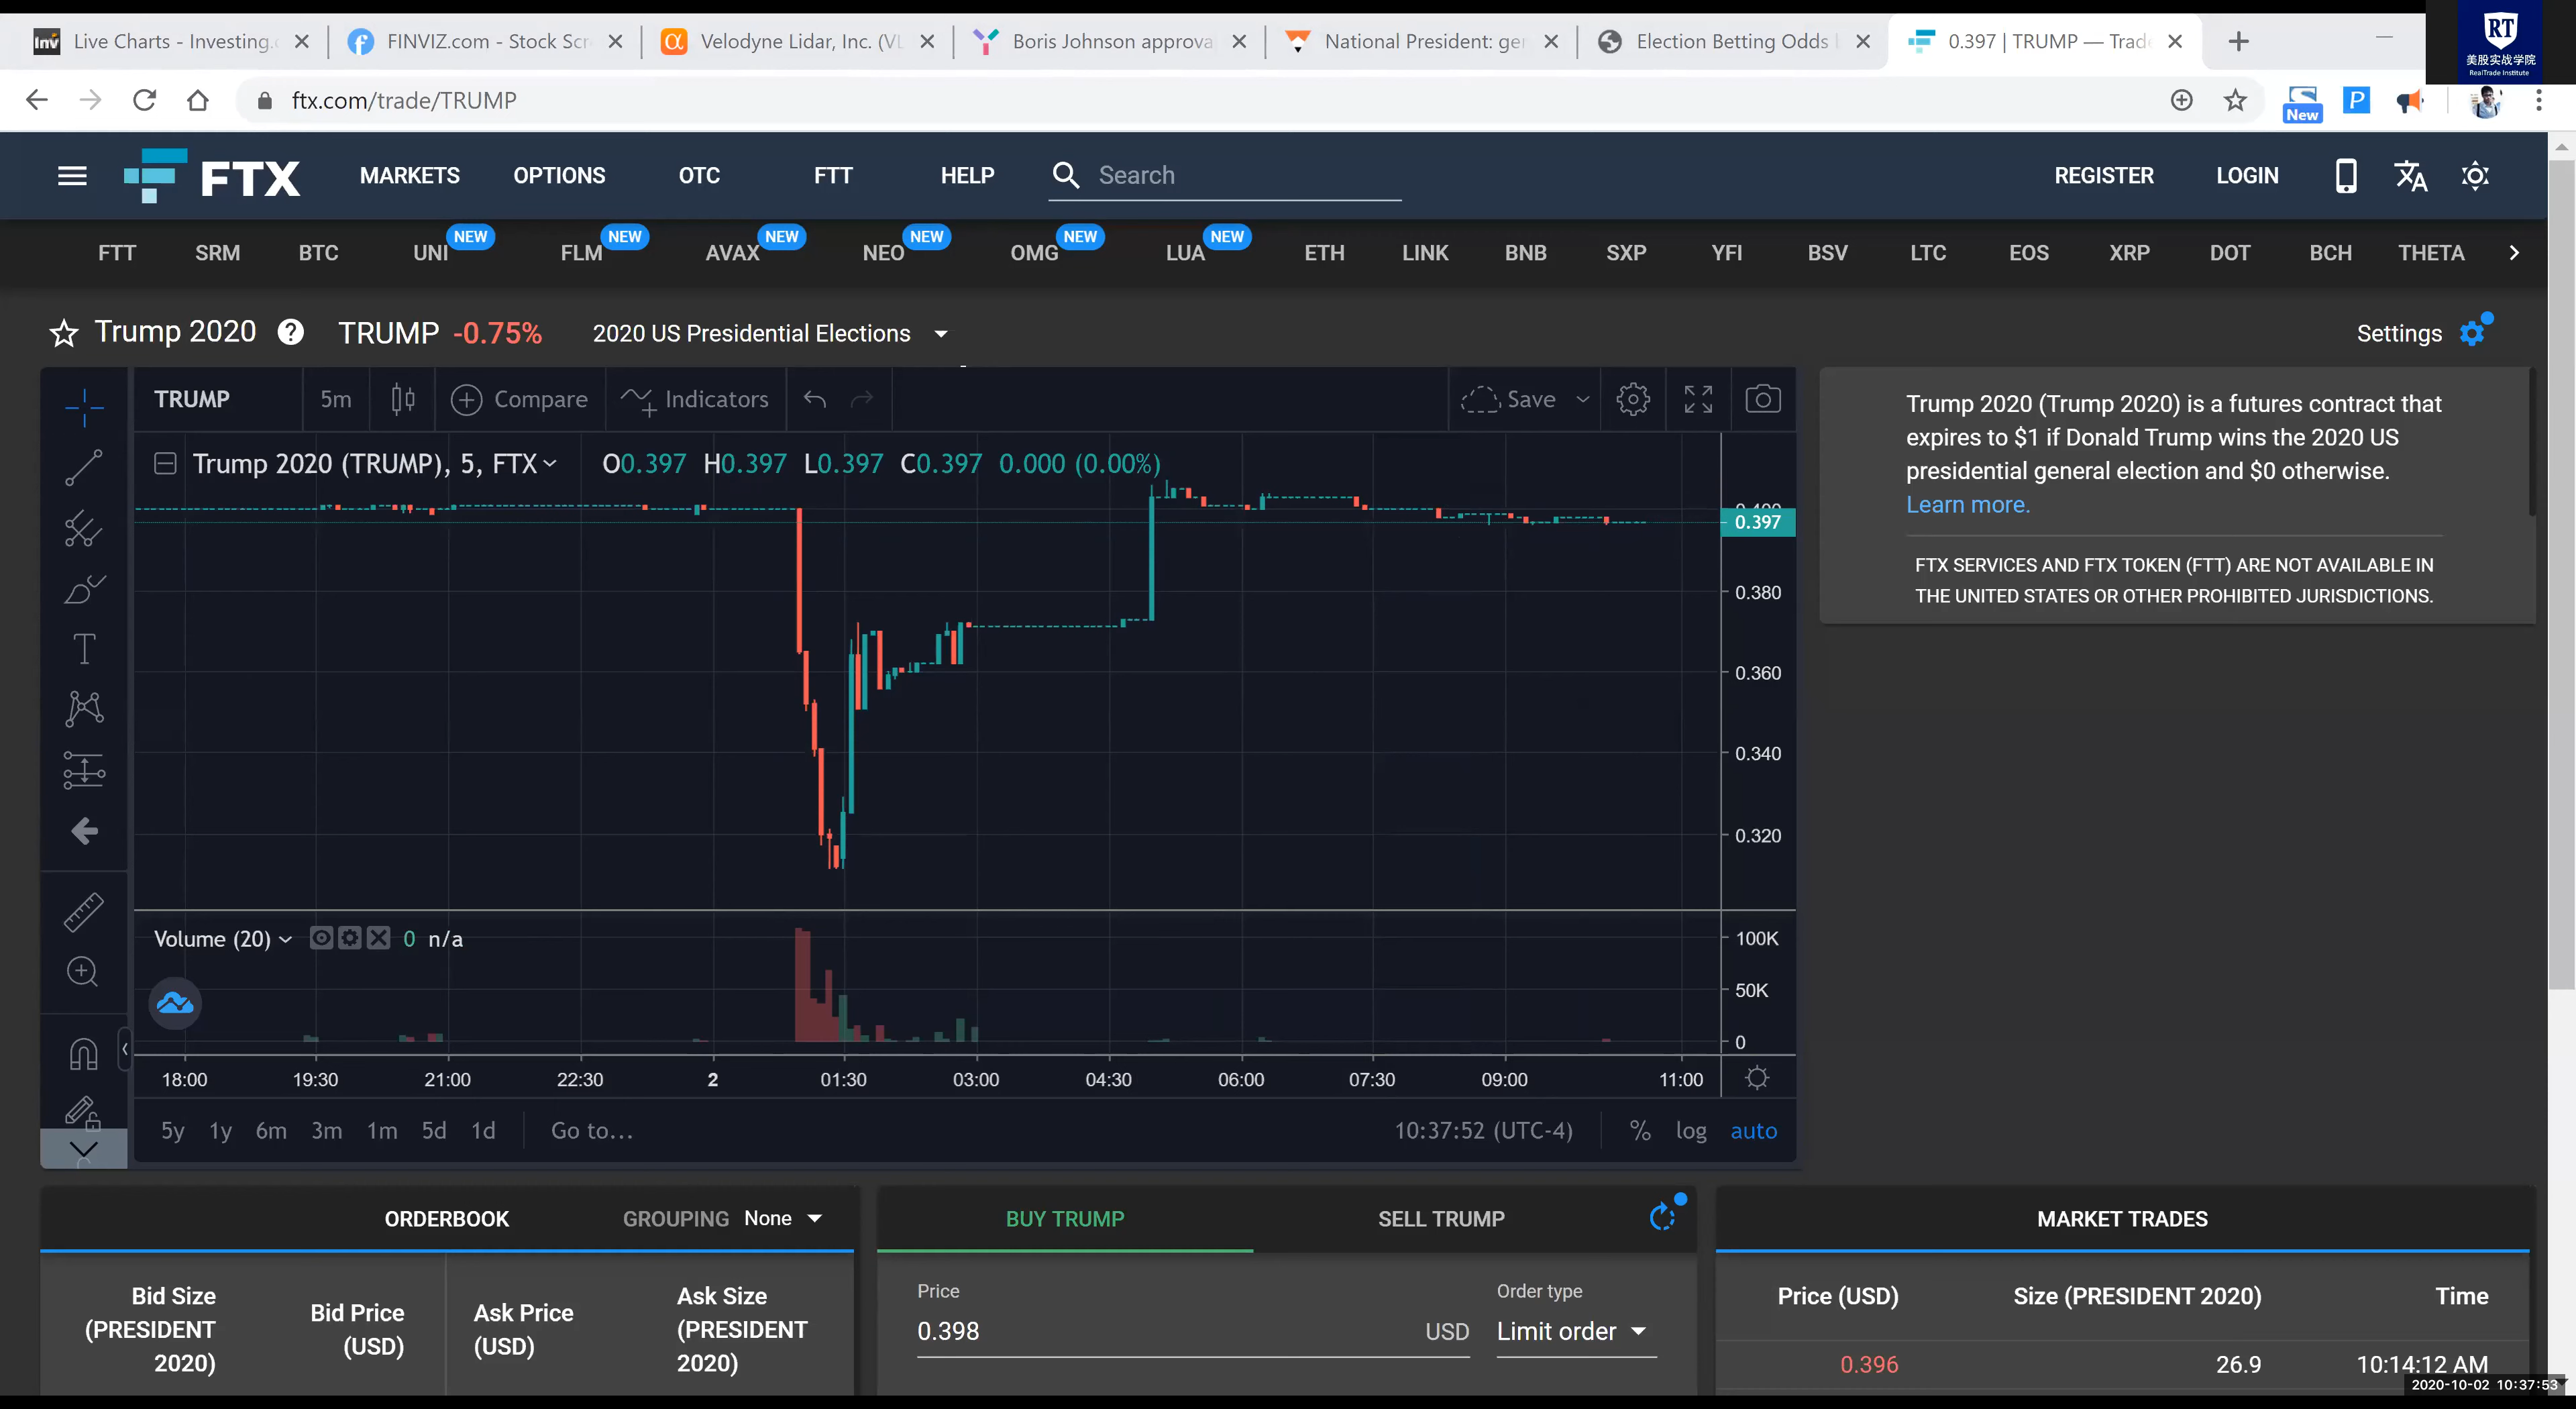 Live Charts - Investing.
FINVIZ.com - Stock Scr
Velodyne Lidar, Inc. (VL
Boris Johnson approva
National President: ger
Election Betting Odds
0.397 | TRUMP — Trad
RT
美股实战学院
RealTrade Institute
ftx.com/trade/TRUMP
New
FTX
MARKETS OPTIONS OTC FTT HELP Search REGISTER LOGIN
FTT SRM BTC UNI NEW FLM NEW AVAX NEW NEO NEW OMG NEW LUA NEW ETH LINK BNB SXP YFI BSV LTC EOS XRP DOT BCH THETA
Trump 2020 TRUMP -0.75% 2020 US Presidential Elections Settings
TRUMP 5m Compare Indicators Save
Trump 2020 (TRUMP), 5, FTX O0.397 H0.397 L0.397 C0.397 0.000 (0.00%)
0.400
0.397
0.380
0.360
0.340
0.320
Trump 2020 (Trump 2020) is a futures contract that
expires to $1 if Donald Trump wins the 2020 US
presidential general election and $0 otherwise.
Learn more.
FTX SERVICES AND FTX TOKEN (FTT) ARE NOT AVAILABLE IN
THE UNITED STATES OR OTHER PROHIBITED JURISDICTIONS.
Volume (20) 0 n/a
100K
50K
0
18:00 19:30 21:00 22:30 2 01:30 03:00 04:30 06:00 07:30 09:00 11:00
5y 1y 6m 3m 1m 5d 1d Go to... 10:37:52 (UTC-4) % log auto
ORDERBOOK GROUPING None
Bid Size
(PRESIDENT
2020)
Bid Price
(USD)
Ask Price
(USD)
Ask Size
(PRESIDENT
2020)
BUY TRUMP SELL TRUMP
Price
0.398 USD
Order type
Limit order
MARKET TRADES
Price (USD) Size (PRESIDENT 2020) Time
0.396 26.9 10:14:12 AM
2020-10-02 10:37:53